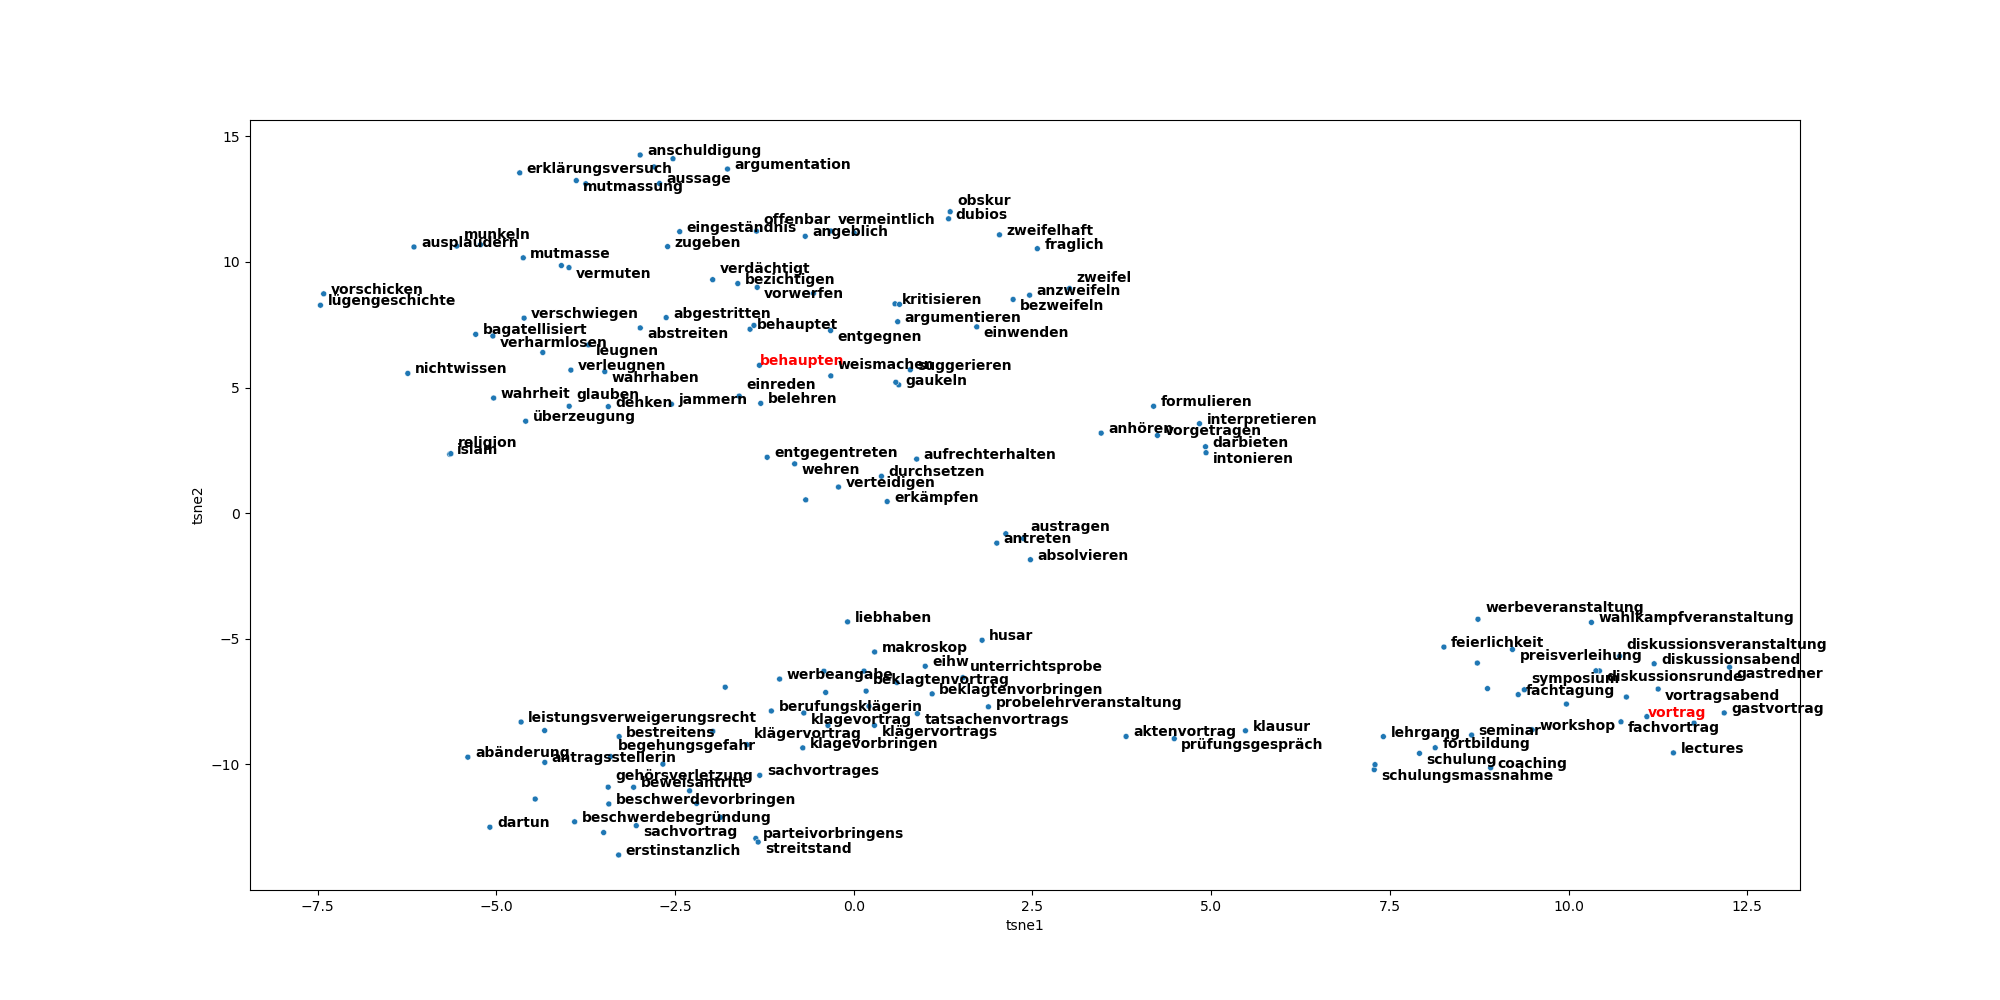 15
10
5
0
−5
−10
tsne2
−7.5
−5.0
−2.5
0.0
2.5
5.0
7.5
10.0
12.5
tsne1
anschuldigung
erklärungsversuch
argumentation
mutmassung
aussage
obskur
dubios
offenbar
vermeintlich
eingeständnis
angeblich
zweifelhaft
munkeln
ausplaudern
zugeben
fraglich
mutmasse
vermuten
verdächtigt
bezichtigen
zweifel
vorschicken
vorwerfen
anzweifeln
lügengeschichte
kritisieren
bezweifeln
verschwiegen
abgestritten
argumentieren
bagatellisiert
abstreiten
behauptet
einwenden
verharmlosen
entgegnen
leugnen
behaupten
weismachen
suggerieren
nichtwissen
verleugnen
wahrhaben
gaukeln
einreden
wahrheit
glauben
denken
jammern
belehren
formulieren
überzeugung
interpretieren
anhören
vorgetragen
religion
islam
darbieten
intonieren
entgegentreten
aufrechterhalten
wehren
durchsetzen
verteidigen
erkämpfen
austragen
antreten
absolvieren
werbeveranstaltung
liebhaben
wahlkampfveranstaltung
husar
feierlichkeit
diskussionsveranstaltung
makroskop
preisverleihung
diskussionsabend
eihw
unterrichtsprobe
werbeangabe
beklagtenvortrag
symposium
diskussionsrunde
gastredner
beklagtenvorbringen
fachtagung
vortragsabend
probelehrveranstaltung
berufungsklägerin
vortrag
gastvortrag
leistungsverweigerungsrecht
klagevortrag
tatsachenvortrags
bestreitens
klägervortrag
klägervortrags
aktenvortrag
klausur
lehrgang
seminar
workshop
fachvortrag
begehungsgefahr
klagevorbringen
prüfungsgespräch
fortbildung
lectures
abänderung
antragsstellerin
schulung
coaching
gehörsverletzung
sachvortrages
schulungsmassnahme
beweisantritt
beschwerdevorbringen
dartun
beschwerdebegründung
sachvortrag
parteivorbringens
erstinstanzlich
streitstand